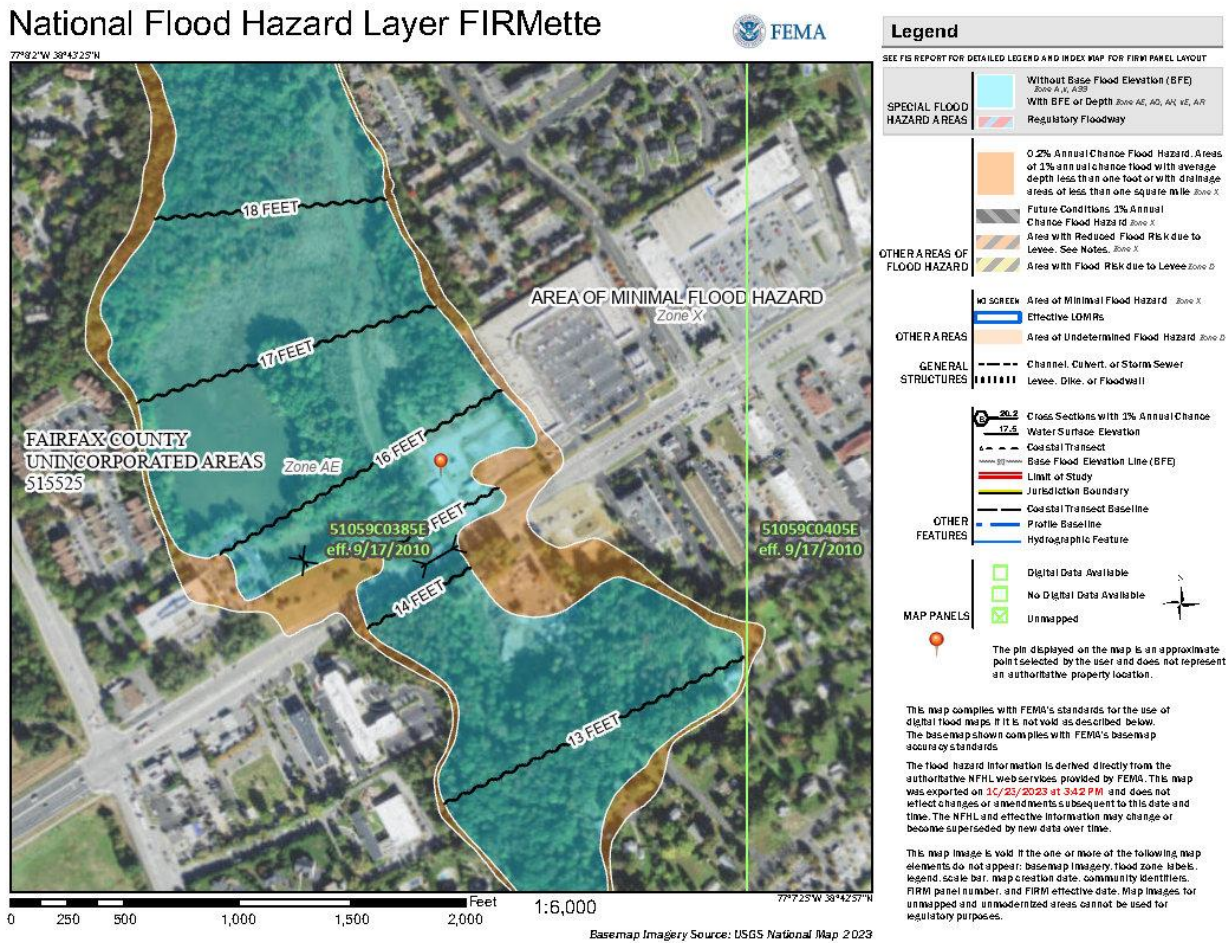 National Flood Hazard Layer FIRMette
FEMA
77°8'2"W 38°43'25"N
18 FEET
17 FEET
AREA OF MINIMAL FLOOD HAZARD
Zone X
FAIRFAX COUNTY
UNINCORPORATED AREAS
515525
Zone AE
16 FEET
FEET
51059C0385E
eff. 9/17/2010
51059C0405E
eff. 9/17/2010
14 FEET
13 FEET
Feet
1:6,000
77°7'25"W 38°42'57"N
0 250 500 1,000 1,500 2,000
Basemap Imagery Source: USGS National Map 2023
Legend
SEE FIS REPORT FOR DETAILED LEGEND AND INDEX MAP FOR FIRM PANEL LAYOUT
SPECIAL FLOOD
HAZARD AREAS
Without Base Flood Elevation (BFE)
Zone A, V, A99
With BFE or Depth Zone AE, AO, AH, VE, AR
Regulatory Floodway
OTHER AREAS OF
FLOOD HAZARD
0.2% Annual Chance Flood Hazard, Areas
of 1% annual chance flood with average
depth less than one foot or with drainage
areas of less than one square mile Zone X
Future Conditions 1% Annual
Chance Flood Hazard Zone X
Area with Reduced Flood Risk due to
Levee. See Notes. Zone X
Area with Flood Risk due to Levee Zone D
OTHER AREAS
NO SCREEN Area of Minimal Flood Hazard Zone X
Effective LOMRs
Area of Undetermined Flood Hazard Zone D
GENERAL
STRUCTURES
Channel, Culvert, or Storm Sewer
Levee, Dike, or Floodwall
OTHER
FEATURES
B 20.2 Cross Sections with 1% Annual Chance
17.5 Water Surface Elevation
Coastal Transect
Base Flood Elevation Line (BFE)
Limit of Study
Jurisdiction Boundary
Coastal Transect Baseline
Profile Baseline
Hydrographic Feature
MAP PANELS
Digital Data Available
No Digital Data Available
Unmapped
The pin displayed on the map is an approximate
point selected by the user and does not represent
an authoritative property location.
This map complies with FEMA's standards for the use of
digital flood maps if it is not void as described below.
The basemap shown complies with FEMA's basemap
accuracy standards
The flood hazard information is derived directly from the
authoritative NFHL web services provided by FEMA. This map
was exported on 10/23/2023 at 3:42 PM and does not
reflect changes or amendments subsequent to this date and
time. The NFHL and effective information may change or
become superseded by new data over time.
This map image is void if the one or more of the following map
elements do not appear: basemap imagery, flood zone labels,
legend, scale bar, map creation date, community identifiers,
FIRM panel number, and FIRM effective date. Map images for
unmapped and unmodernized areas cannot be used for
regulatory purposes.